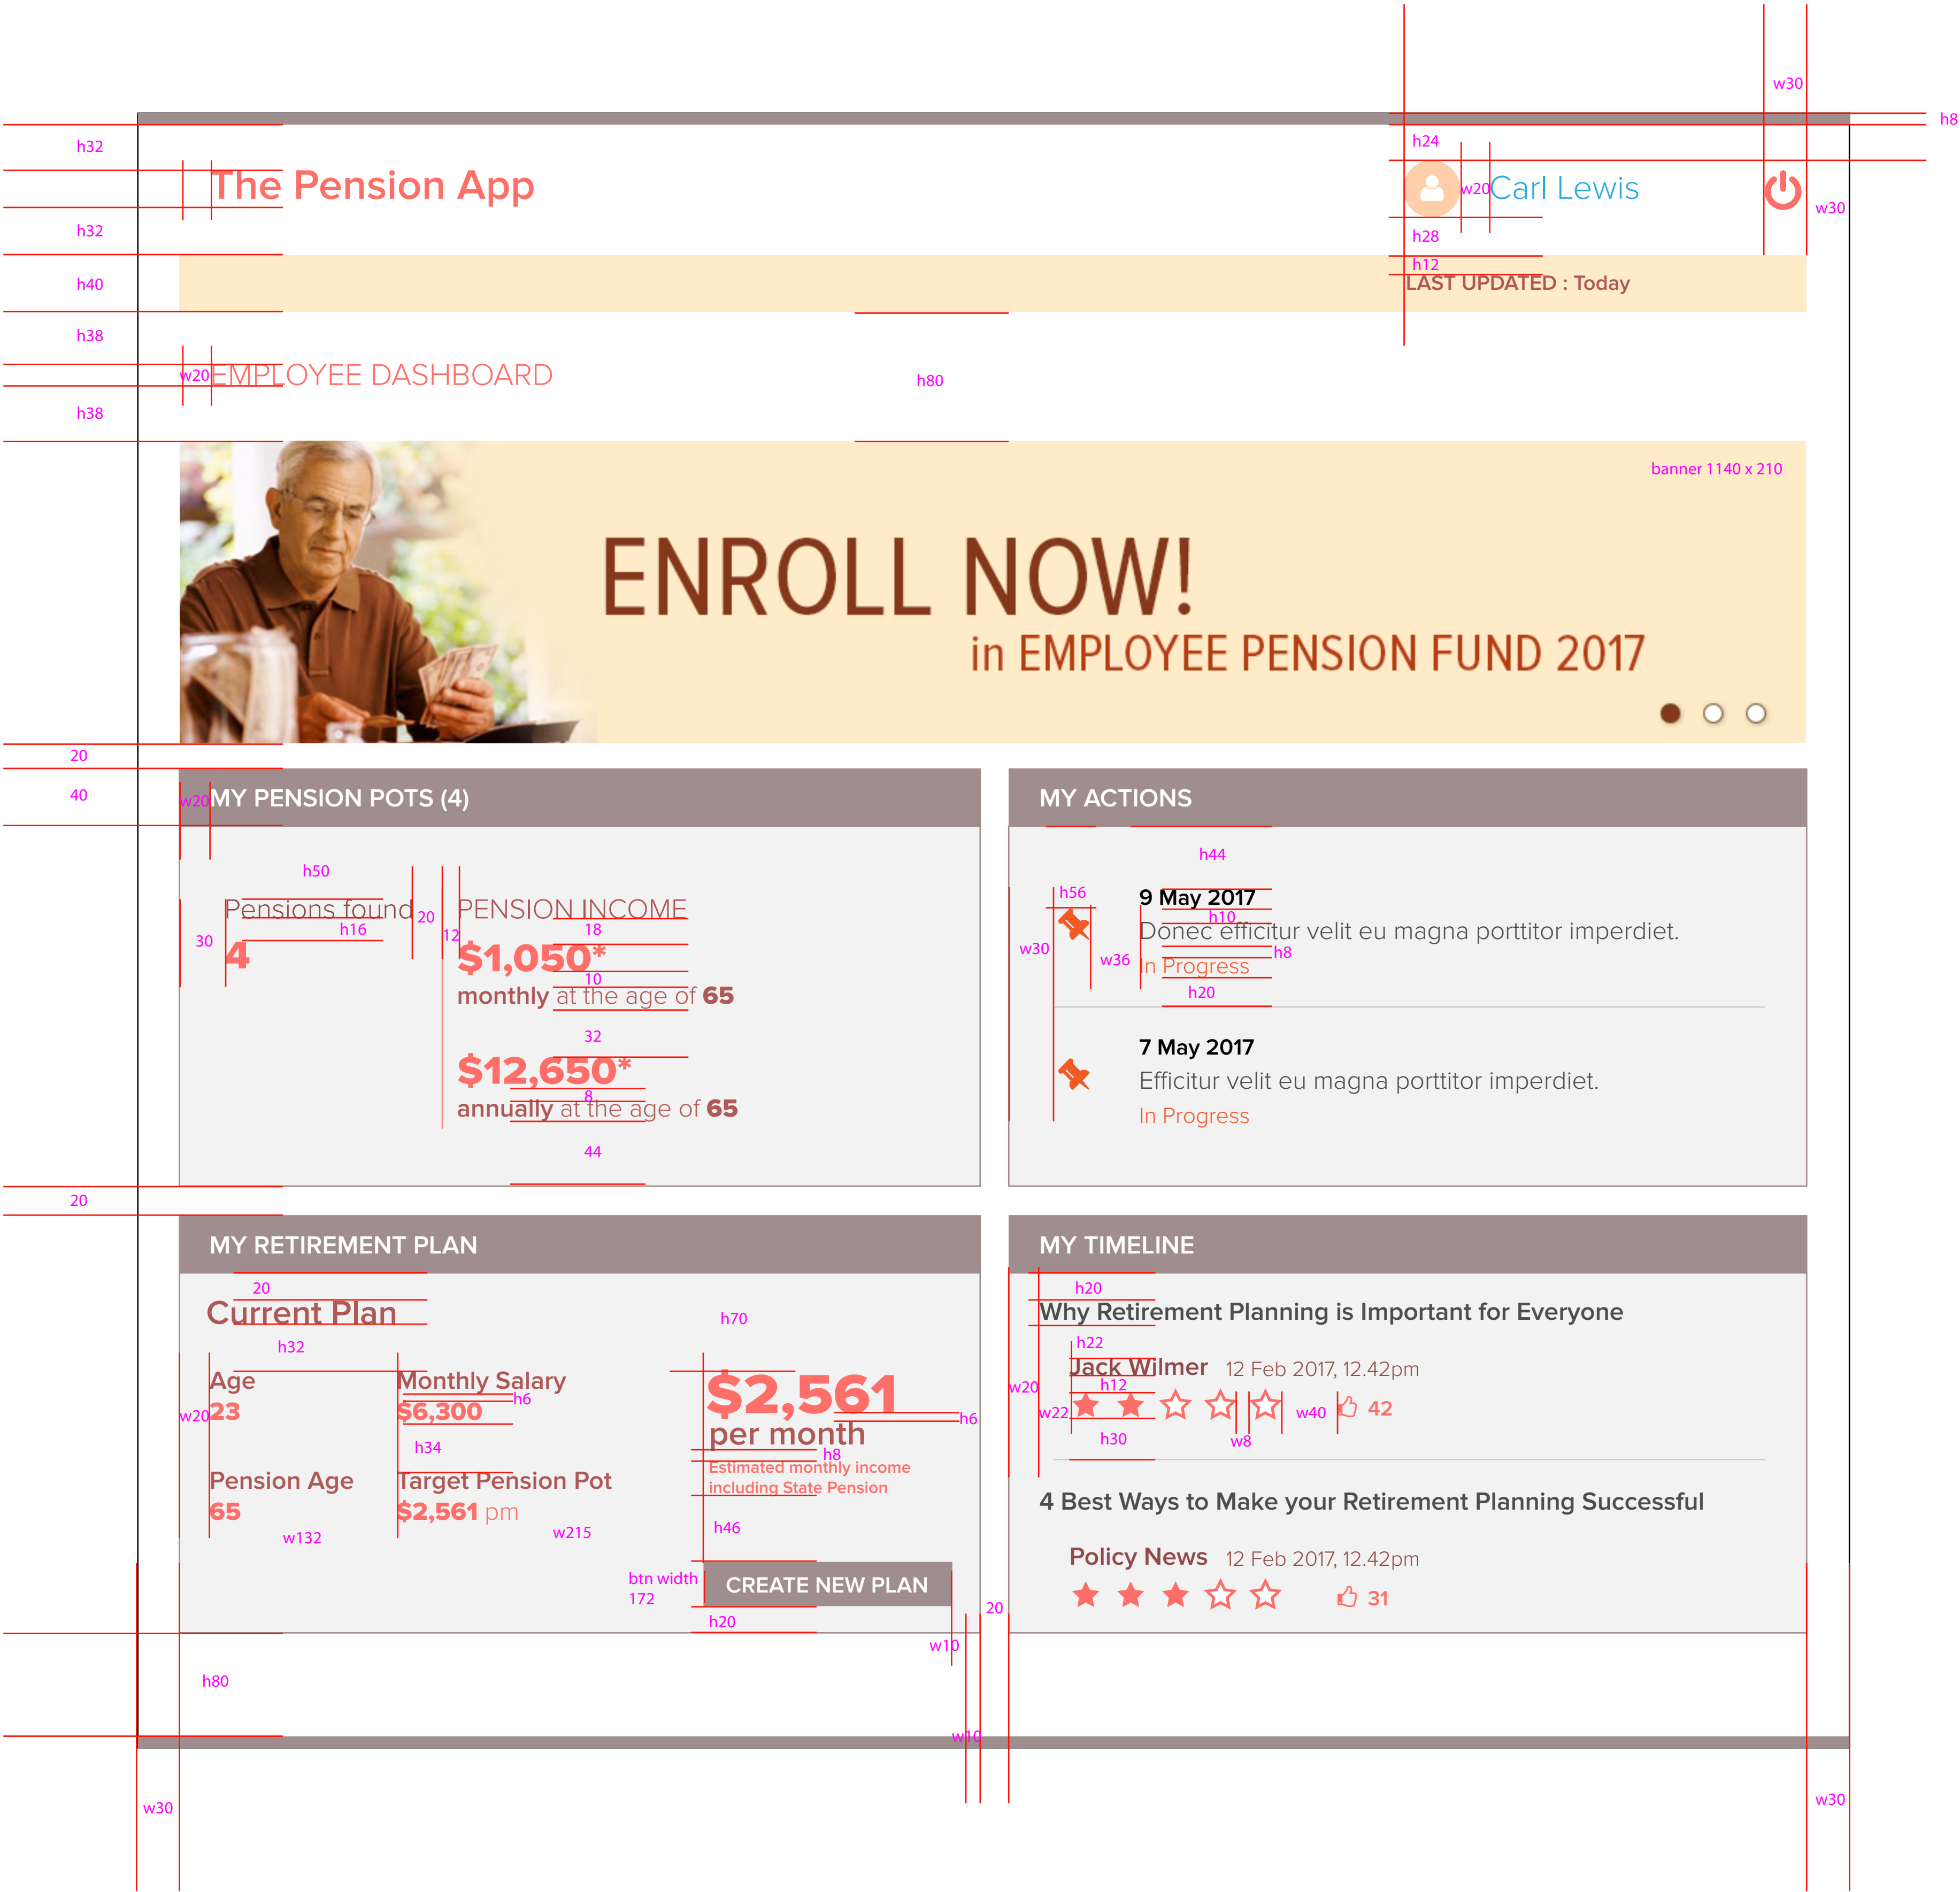 w30
h8
h32
h24
The Pension App
w20
Carl Lewis
w30
h32
h28
h12
h40
LAST UPDATED : Today
h38
w20
EMPLOYEE DASHBOARD
h80
h38
banner 1140 x 210
ENROLL NOW!
in EMPLOYEE PENSION FUND 2017
20
40
w20
MY PENSION POTS (4)
h50
Pensions found
20
PENSION INCOME
h16
12
18
30
4
$1,050*
10
monthly at the age of 65
32
$12,650*
8
annually at the age of 65
44
MY ACTIONS
h44
h56
9 May 2017
h10
Donec efficitur velit eu magna porttitor imperdiet.
w30
w36
h8
In Progress
h20
7 May 2017
Efficitur velit eu magna porttitor imperdiet.
In Progress
20
MY RETIREMENT PLAN
20
Current Plan
h70
h32
Age
Monthly Salary
h6
w20
23
$6,300
$2,561
h6
per month
h34
h8
Estimated monthly income
including State Pension
Pension Age
Target Pension Pot
65
$2,561 pm
w132
w215
h46
btn width
172
CREATE NEW PLAN
h20
20
w10
MY TIMELINE
h20
Why Retirement Planning is Important for Everyone
h22
Jack Wilmer 12 Feb 2017, 12.42pm
w20
h12
w22
w40
42
h30
w8
4 Best Ways to Make your Retirement Planning Successful
Policy News 12 Feb 2017, 12.42pm
31
h80
w10
w30
w30